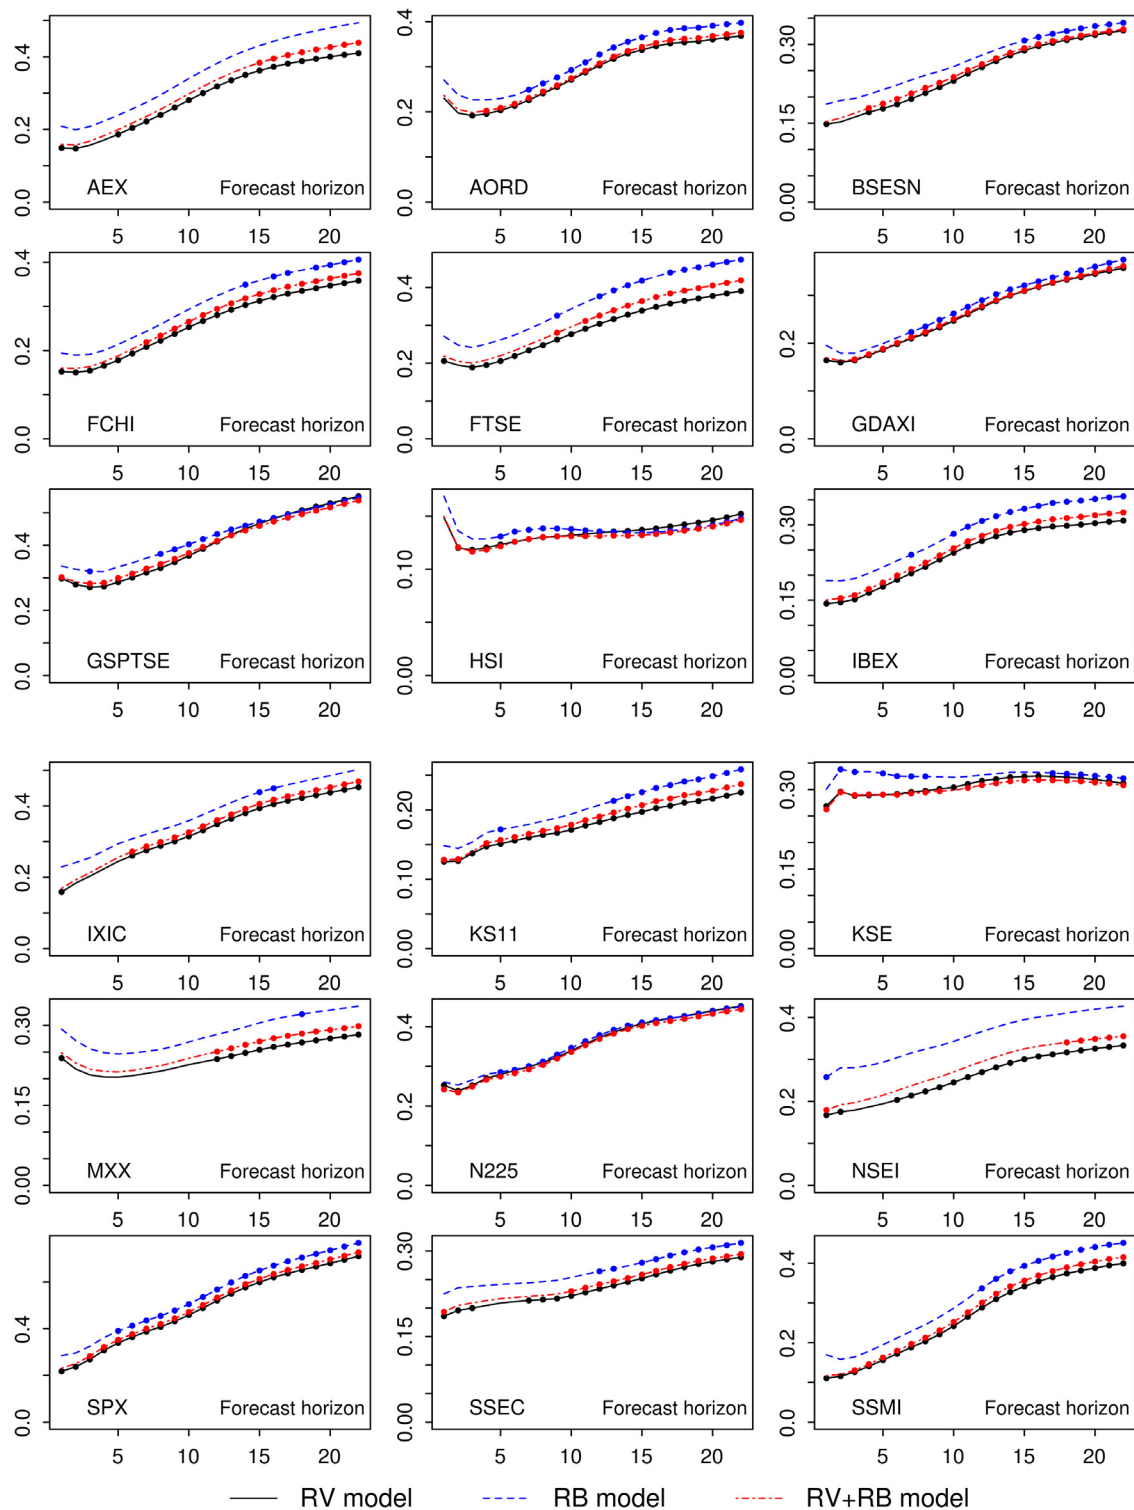 0.0 0.2 0.4 AEX Forecast horizon 5 10 15 20
0.0 0.2 0.4 AORD Forecast horizon 5 10 15 20
0.00 0.15 0.30 BSESN Forecast horizon 5 10 15 20
0.0 0.2 0.4 FCHI Forecast horizon 5 10 15 20
0.0 0.2 0.4 FTSE Forecast horizon 5 10 15 20
0.0 0.2 GDAXI Forecast horizon 5 10 15 20
0.0 0.2 0.4 GSPTSE Forecast horizon 5 10 15 20
0.00 0.10 HSI Forecast horizon 5 10 15 20
0.00 0.15 0.30 IBEX Forecast horizon 5 10 15 20
0.0 0.2 0.4 IXIC Forecast horizon 5 10 15 20
0.00 0.10 0.20 KS11 Forecast horizon 5 10 15 20
0.00 0.15 0.30 KSE Forecast horizon 5 10 15 20
0.00 0.15 0.30 MXX Forecast horizon 5 10 15 20
0.0 0.2 0.4 N225 Forecast horizon 5 10 15 20
0.0 0.2 0.4 NSEI Forecast horizon 5 10 15 20
0.0 0.4 SPX Forecast horizon 5 10 15 20
0.00 0.15 0.30 SSEC Forecast horizon 5 10 15 20
0.0 0.2 0.4 SSMI Forecast horizon 5 10 15 20
RV model RB model RV+RB model